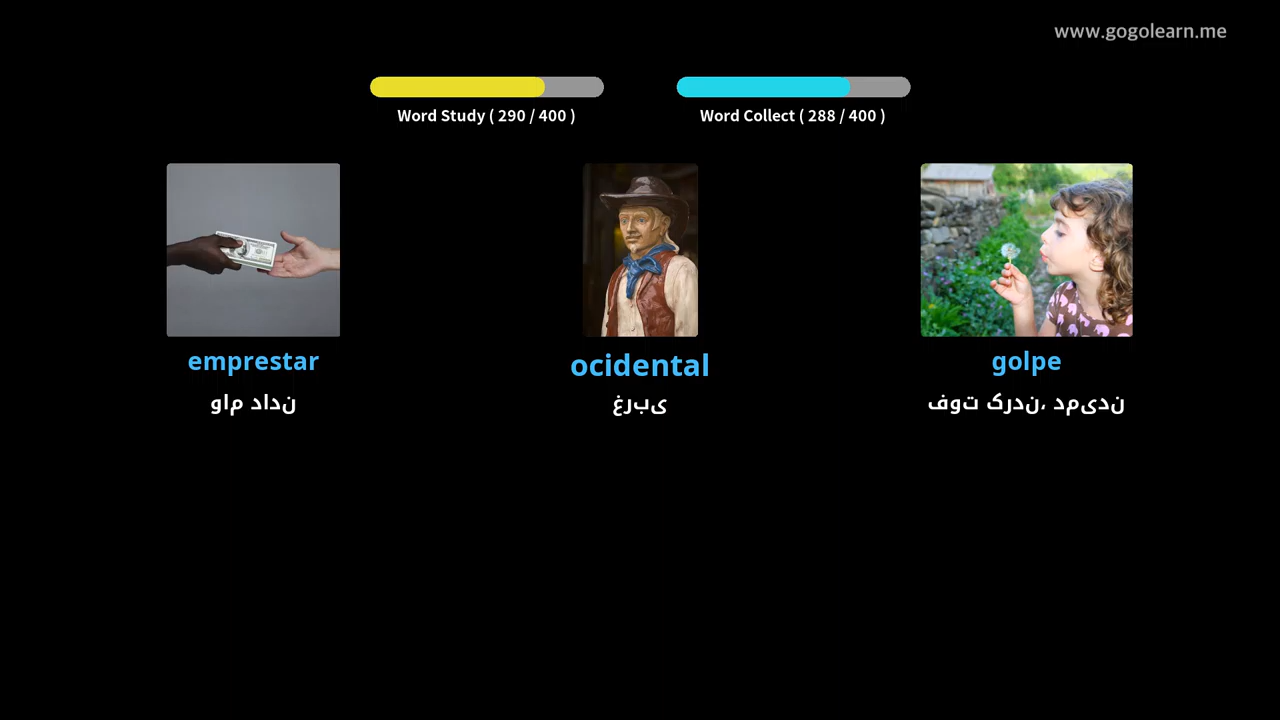 www.gogolearn.me
Word Study ( 290 / 400 )
Word Collect ( 288 / 400 )
emprestar
وام دادن
ocidental
غربی
golpe
فوت کردن، دمیدن